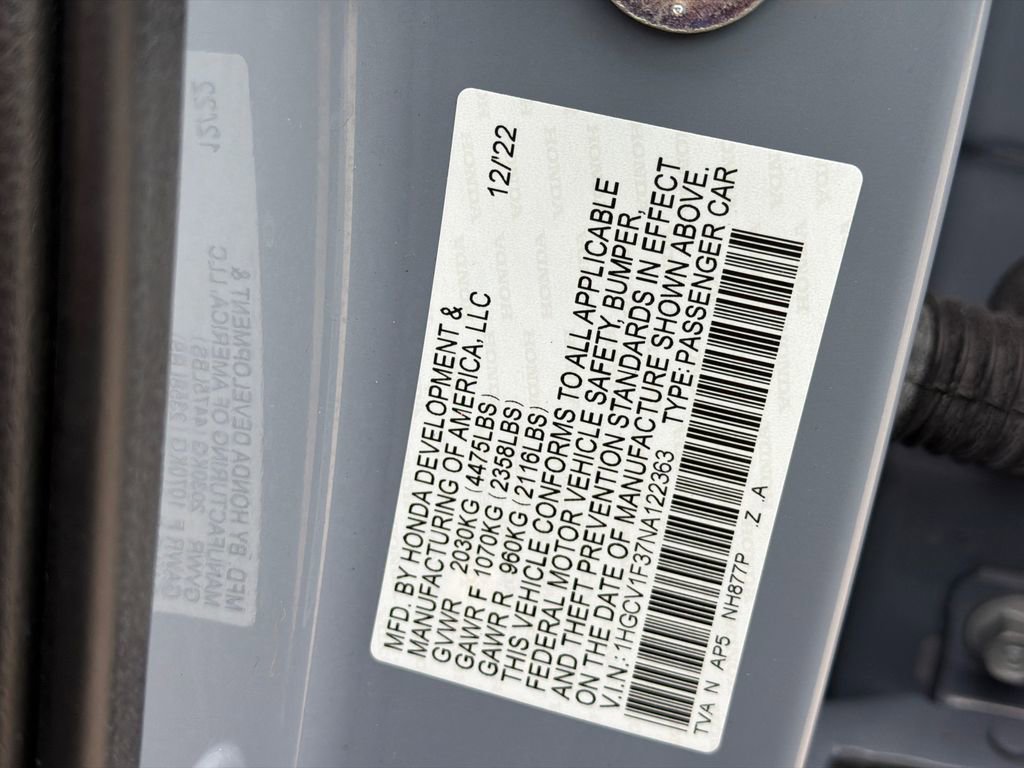 MFD. BY HONDA DEVELOPMENT &
MANUFACTURING OF AMERICA, LLC 12/'22
GVWR 2030KG (4475LBS)
GAWR F 1070KG (2358LBS)
GAWR R 960KG (2116LBS)
THIS VEHICLE CONFORMS TO ALL APPLICABLE
FEDERAL MOTOR VEHICLE SAFETY, BUMPER,
AND THEFT PREVENTION STANDARDS IN EFFECT
ON THE DATE OF MANUFACTURE SHOWN ABOVE.
V.I.N.:1HGCV1F37NA122363 TYPE:PASSENGER CAR
TVA N AP5 NH877P Z .A